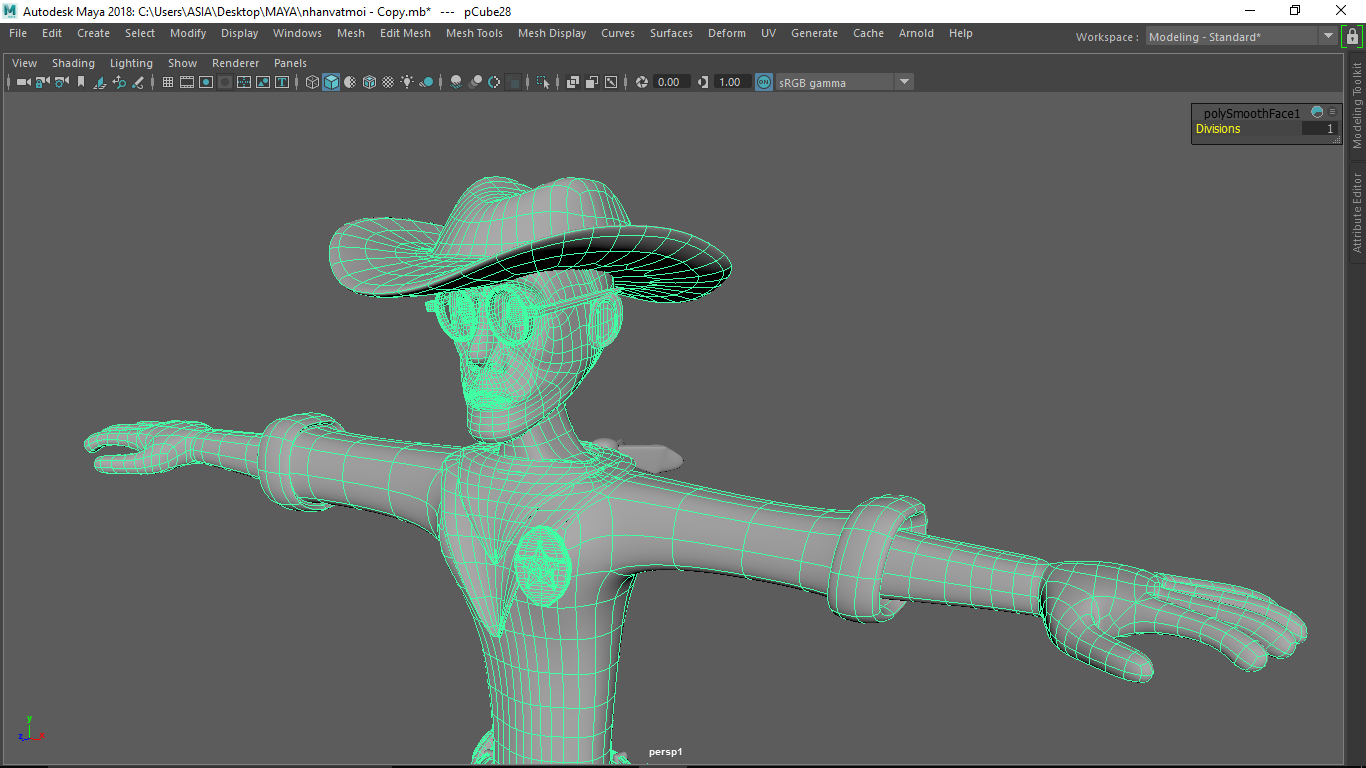 Autodesk Maya 2018: C:\Users\ASIA\Desktop\MAYA\nhanvatmoi - Copy.mb* --- pCube28
File Edit Create Select Modify Display Windows Mesh Edit Mesh Mesh Tools Mesh Display Curves Surfaces Deform UV Generate Cache Arnold Help Workspace : Modeling - Standard*
View Shading Lighting Show Renderer Panels
0.00 1.00 ON sRGB gamma
polySmoothFace1
Divisions 1
Modeling Toolkit
Attribute Editor
y
z x
persp1